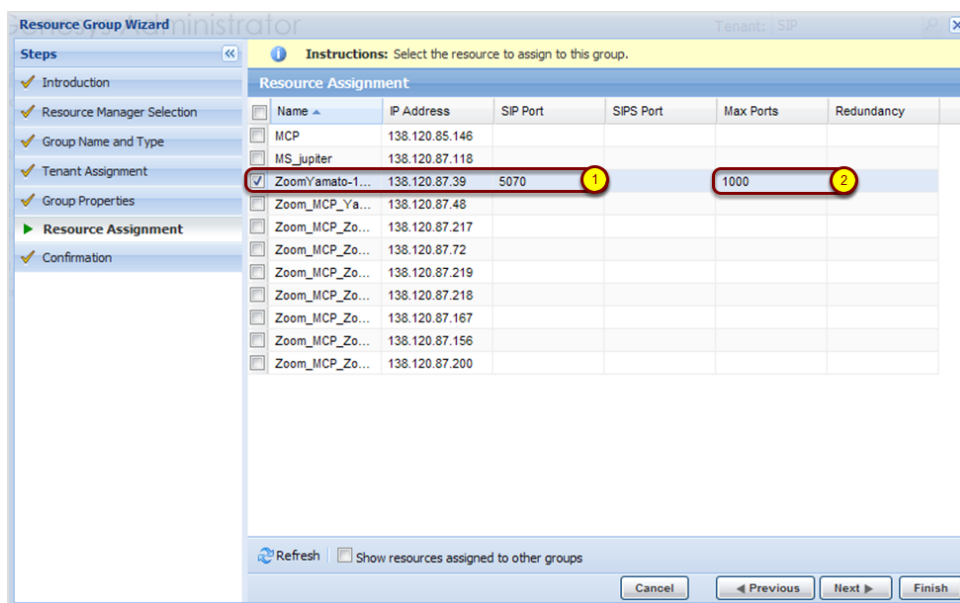 Genesys Administrator
Tenant: SIP
Resource Group Wizard
Steps
Introduction
Resource Manager Selection
Group Name and Type
Tenant Assignment
Group Properties
Resource Assignment
Confirmation
Instructions: Select the resource to assign to this group.
Resource Assignment
Name IP Address SIP Port SIPS Port Max Ports Redundancy
MCP 138.120.85.146
MS_jupiter 138.120.87.118
ZoomYamato-1... 138.120.87.39 5070 1 1000 2
Zoom_MCP_Ya... 138.120.87.48
Zoom_MCP_Zo... 138.120.87.217
Zoom_MCP_Zo... 138.120.87.72
Zoom_MCP_Zo... 138.120.87.219
Zoom_MCP_Zo... 138.120.87.218
Zoom_MCP_Zo... 138.120.87.167
Zoom_MCP_Zo... 138.120.87.156
Zoom_MCP_Zo... 138.120.87.200
Refresh Show resources assigned to other groups
Cancel Previous Next Finish